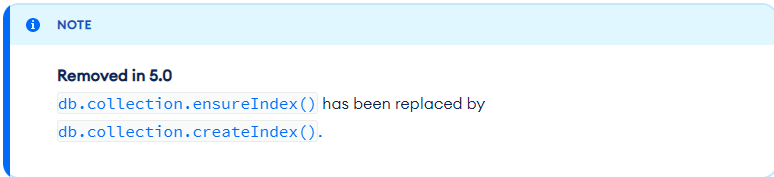 NOTE
Removed in 5.0
db.collection.ensureIndex() has been replaced by
db.collection.createIndex().